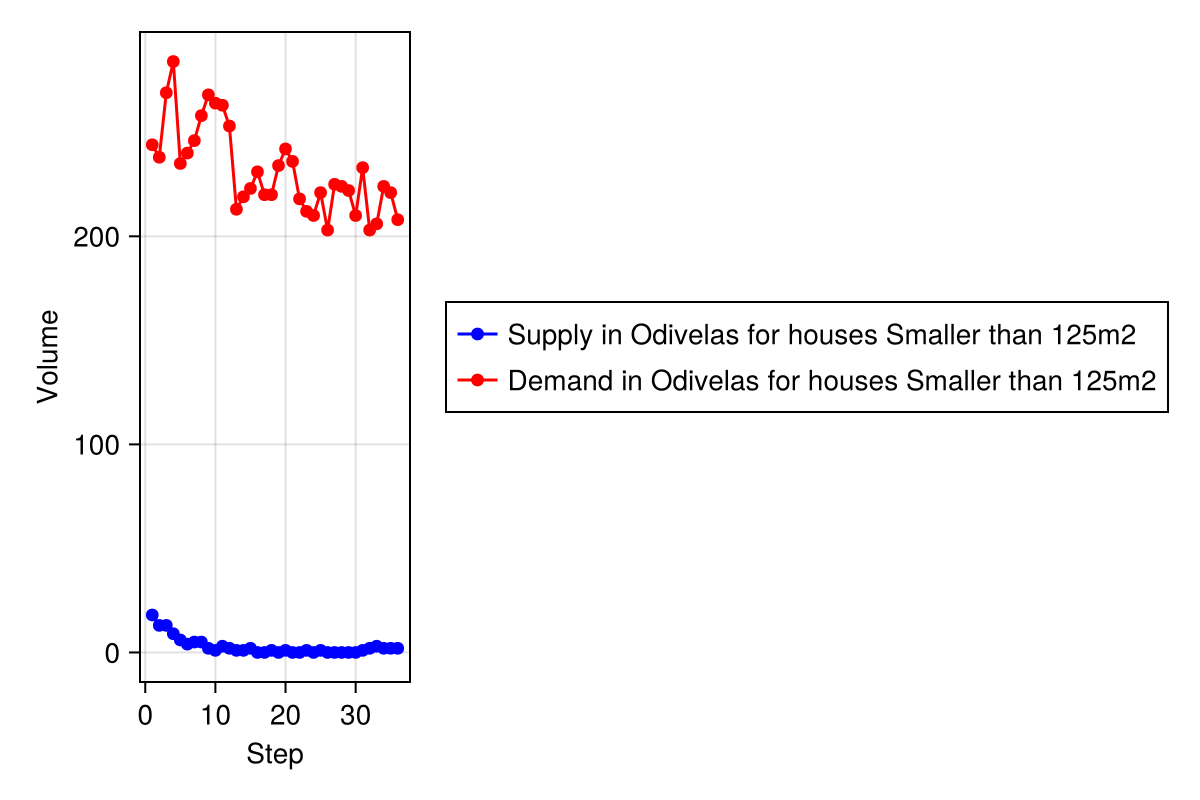 Volume
200
100
0
0 10 20 30
Step
Supply in Odivelas for houses Smaller than 125m2
Demand in Odivelas for houses Smaller than 125m2